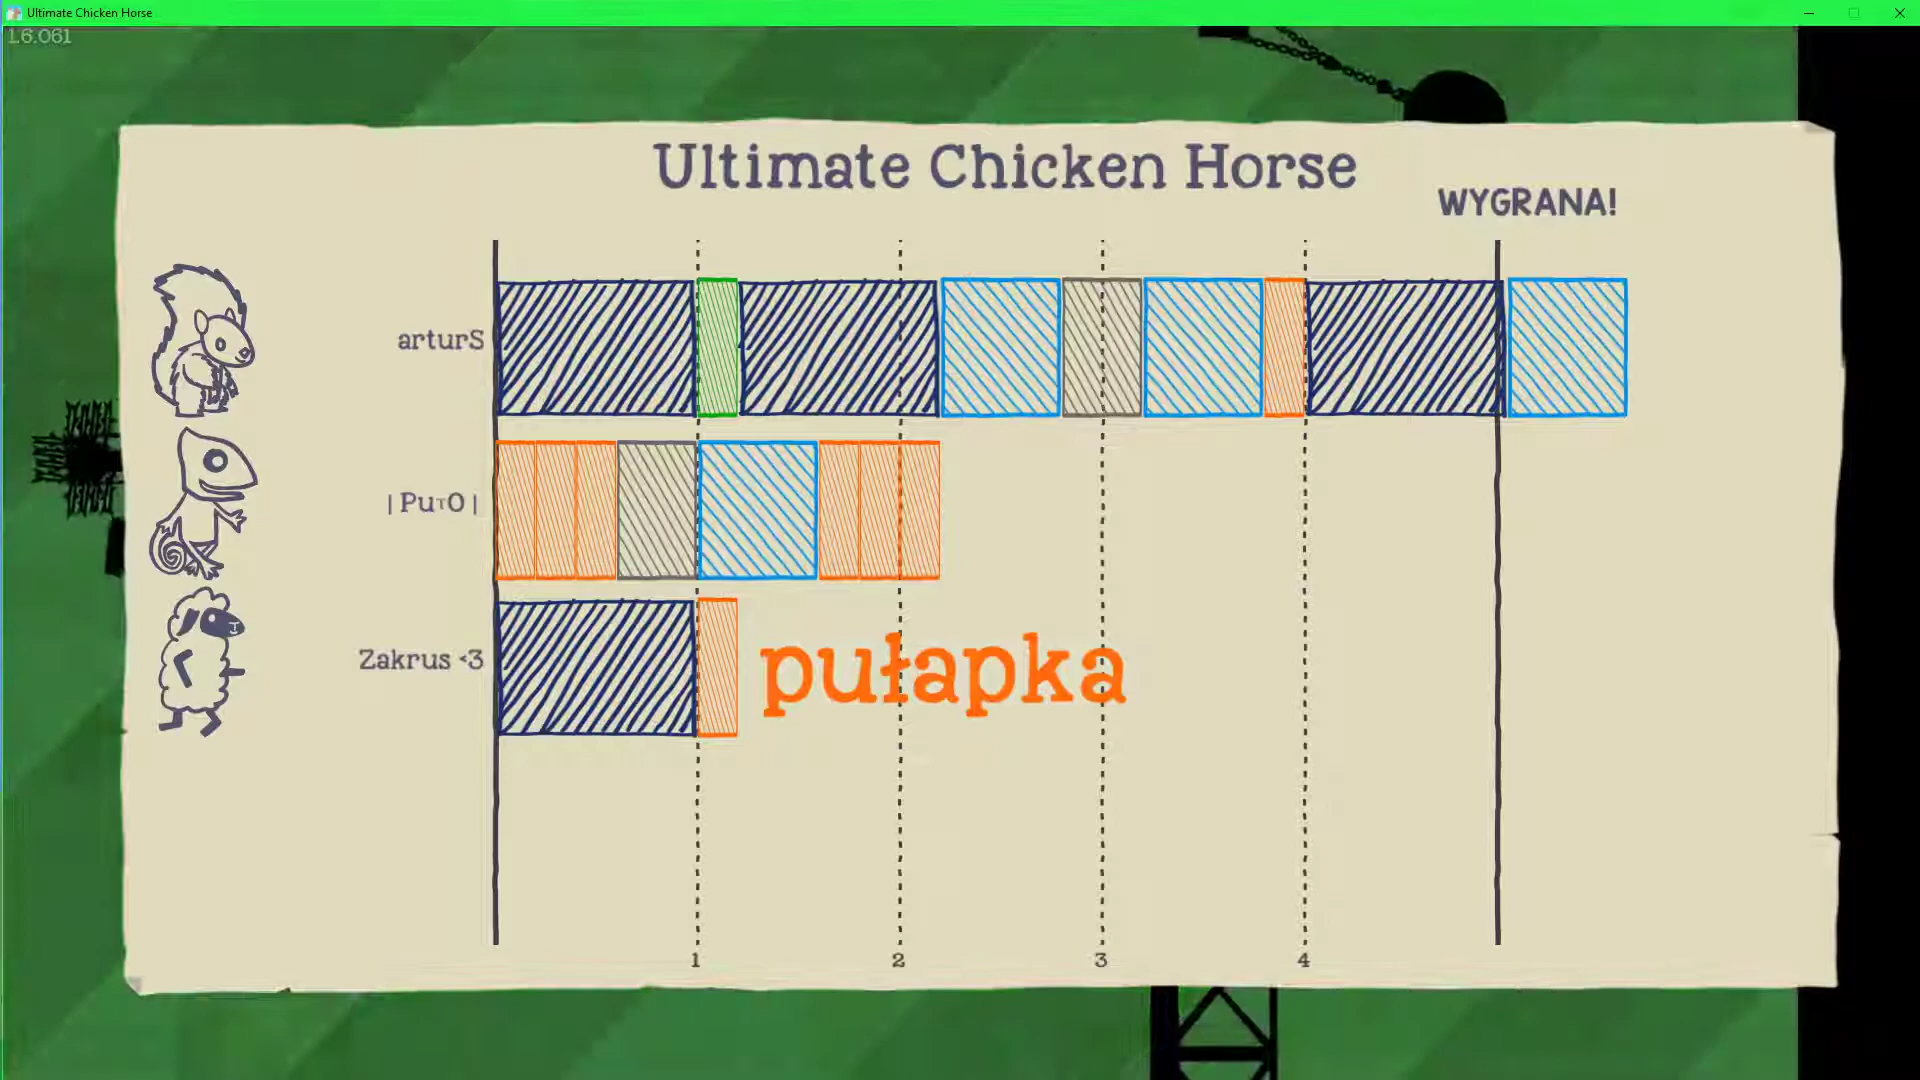 Ultimate Chicken Horse
1.6.061
Ultimate Chicken Horse
WYGRANA!
arturS
| PuтO |
Zakrus <3
pułapka
1 2 3 4